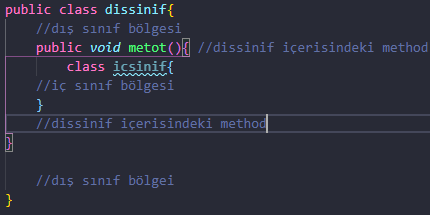 public class dissinif{
//dış sınıf bölgesi
public void metot(){ //dissinif içerisindeki method
class icsinif{
//iç sınıf bölgesi
}
//dissinif içerisindeki method
}
//dış sınıf bölgei
}